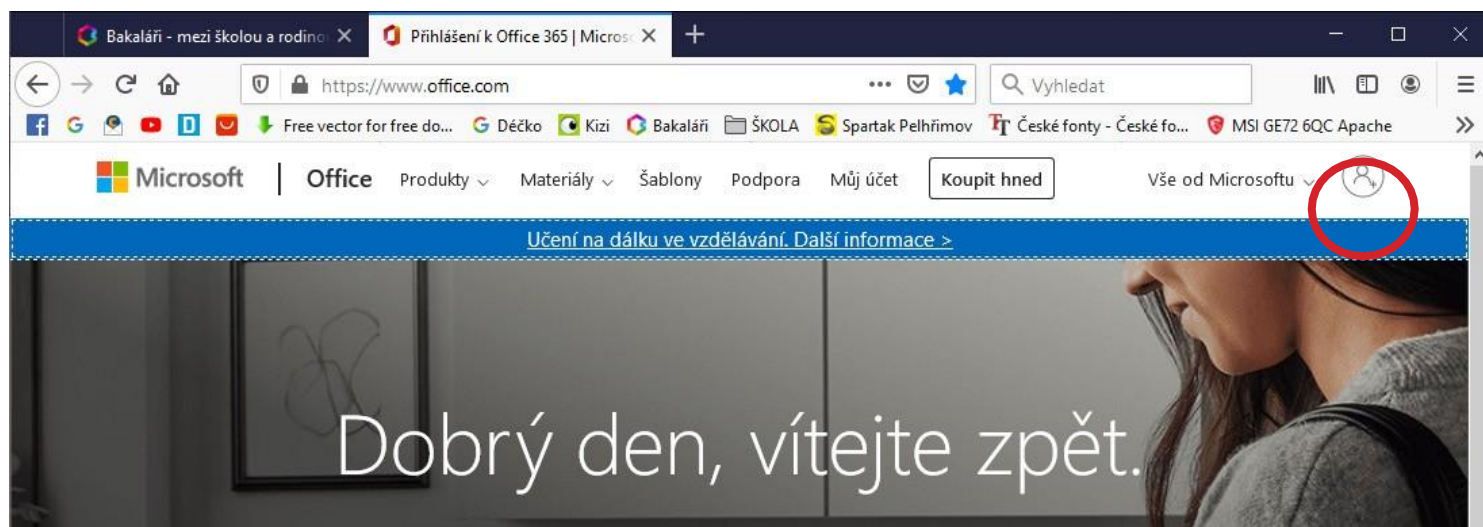 Bakaláři - mezi školou a rodino
Přihlášení k Office 365 | Micros
https://www.office.com
Vyhledat
Free vector for free do... Déčko Kizi Bakaláři ŠKOLA Spartak Pelhřimov České fonty - České fo... MSI GE72 6QC Apache
Microsoft | Office Produkty Materiály Šablony Podpora Můj účet Koupit hned Vše od Microsoftu
Učení na dálku ve vzdělávání. Další informace >
Dobrý den, vítejte zpět.